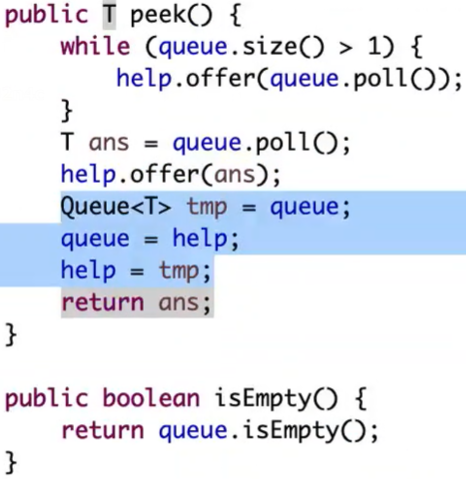 public T peek() {
    while (queue.size() > 1) {
        help.offer(queue.poll());
    }
    T ans = queue.poll();
    help.offer(ans);
    Queue<T> tmp = queue;
    queue = help;
    help = tmp;
    return ans;
}

public boolean isEmpty() {
    return queue.isEmpty();
}